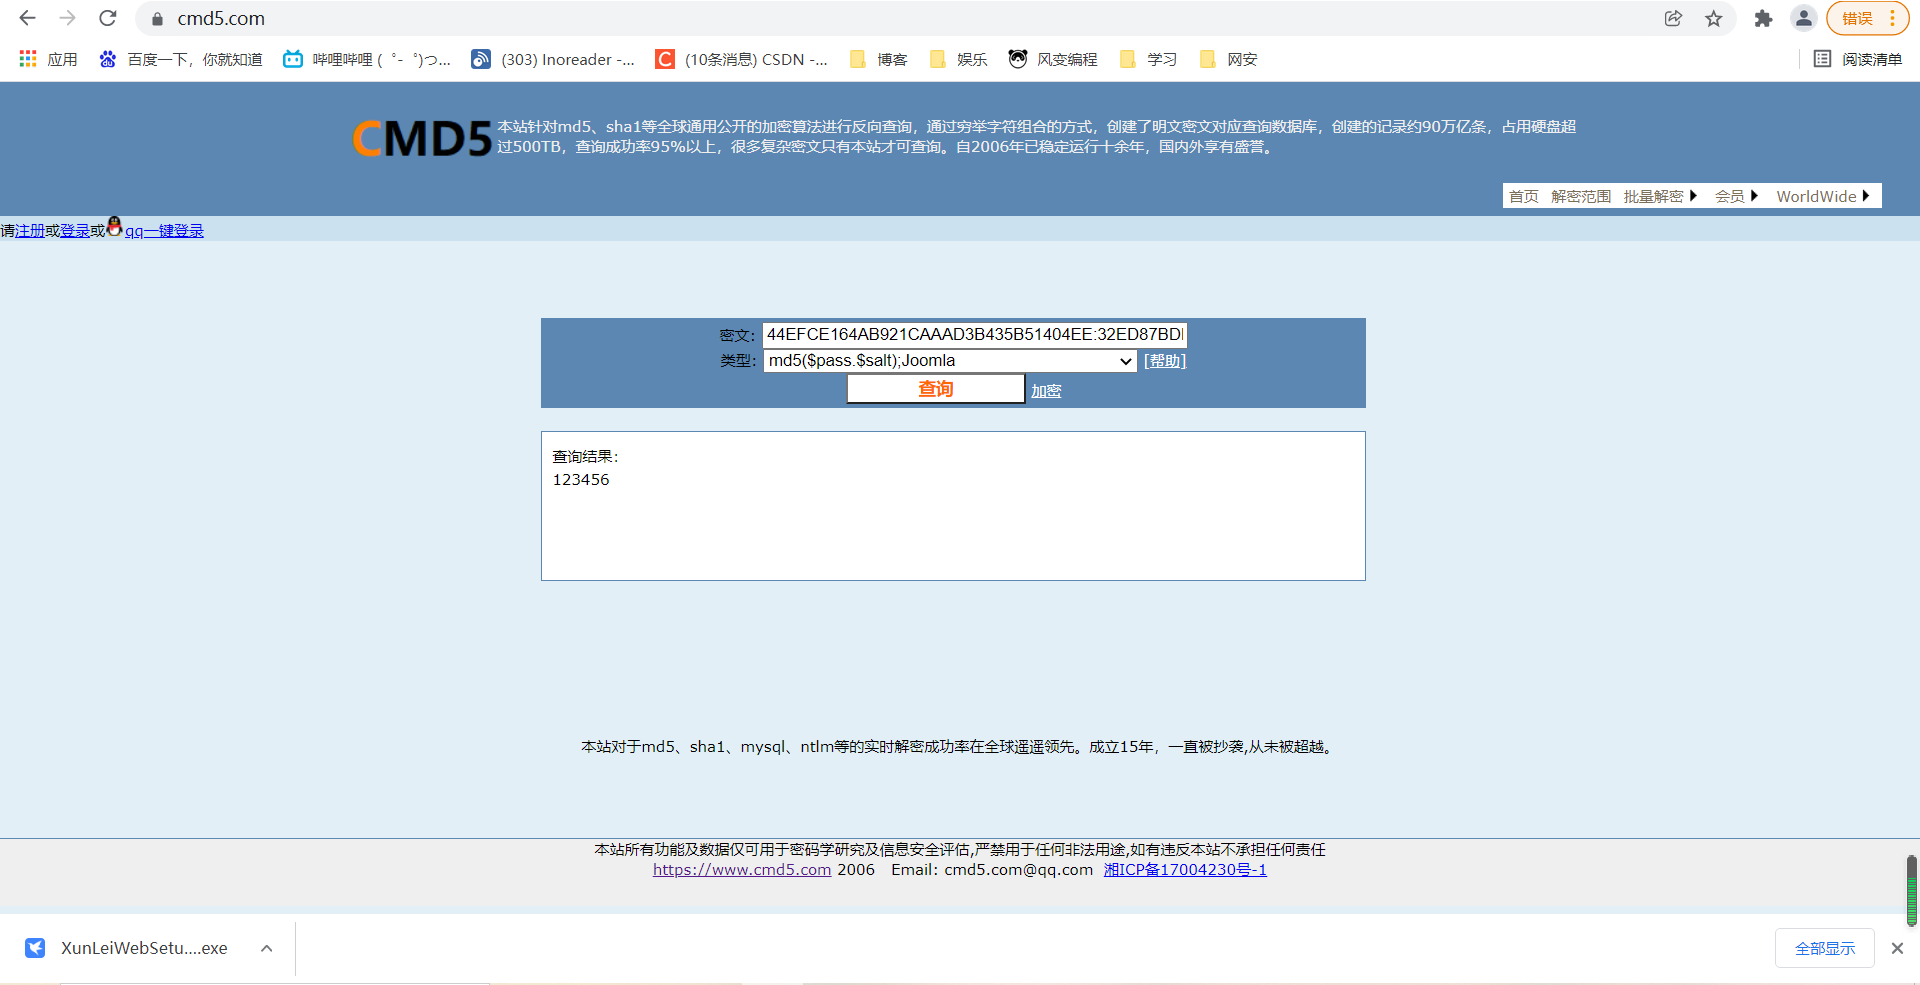 cmd5.com
错误
应用
百度一下，你就知道
哔哩哔哩 ( ゜- ゜)つ...
(303) Inoreader -...
(10条消息) CSDN -...
博客
娱乐
风变编程
学习
网安
阅读清单
CMD5
本站针对md5、sha1等全球通用公开的加密算法进行反向查询，通过穷举字符组合的方式，创建了明文密文对应查询数据库，创建的记录约90万亿条，占用硬盘超
过500TB，查询成功率95%以上，很多复杂密文只有本站才可查询。自2006年已稳定运行十余年，国内外享有盛誉。
首页 解密范围 批量解密 会员 WorldWide
请注册或登录或qq一键登录
密文: 44EFCE164AB921CAAAD3B435B51404EE:32ED87BD
类型: md5($pass.$salt);Joomla [帮助]
查询 加密
查询结果:
123456
本站对于md5、sha1、mysql、ntlm等的实时解密成功率在全球遥遥领先。成立15年，一直被抄袭,从未被超越。
本站所有功能及数据仅可用于密码学研究及信息安全评估,严禁用于任何非法用途,如有违反本站不承担任何责任
https://www.cmd5.com 2006 Email: cmd5.com@qq.com 湘ICP备17004230号-1
XunLeiWebSetu....exe
全部显示